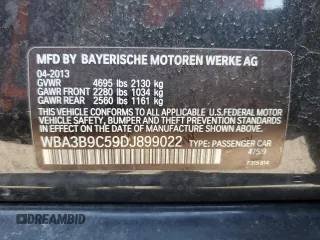 MFD BY BAYERISCHE MOTOREN WERKE AG
04-2013
GVWR 4695 lbs 2130 kg
GAWR FRONT 2280 lbs 1034 kg
GAWR REAR 2560 lbs 1161 kg
THIS VEHICLE CONFORMS TO ALL APPLICABLE U.S. FEDERAL MOTOR
VEHICLE SAFETY, BUMPER, AND THEFT PREVENTION STANDARDS
IN EFFECT ON THE DATE OF MANUFACTURE SHOWN ABOVE.
WBA3B9C59DJ899022 TYPE: PASSENGER CAR
7315814
AUTOBIDMASTER